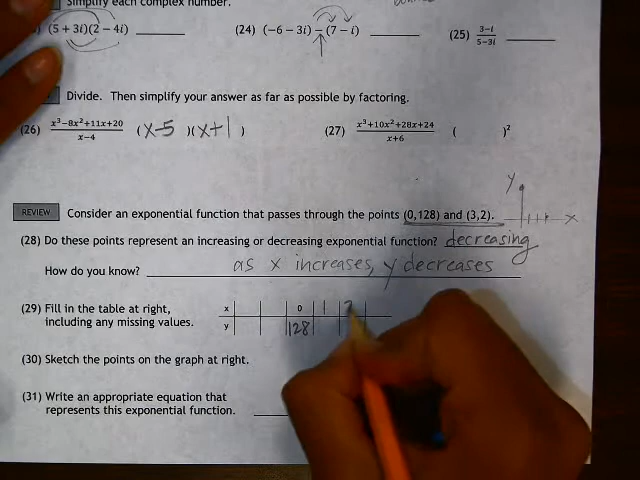 Simplify each complex number.
(5 + 3i)(2 − 4i) ________ (24) (−6 − 3i) − (7 − i) ________ (25) 3−i / 5−3i ________
Divide. Then simplify your answer as far as possible by factoring.
(26) x³−8x²+11x+20 / x−4 (x−5)(x+1) (27) x³+10x²+28x+24 / x+6 ( )²
y
REVIEW Consider an exponential function that passes through the points (0,128) and (3,2). x
(28) Do these points represent an increasing or decreasing exponential function? decreasing
How do you know? as x increases, y decreases
(29) Fill in the table at right, x 0 1
including any missing values. y 128
(30) Sketch the points on the graph at right.
(31) Write an appropriate equation that
represents this exponential function. ____